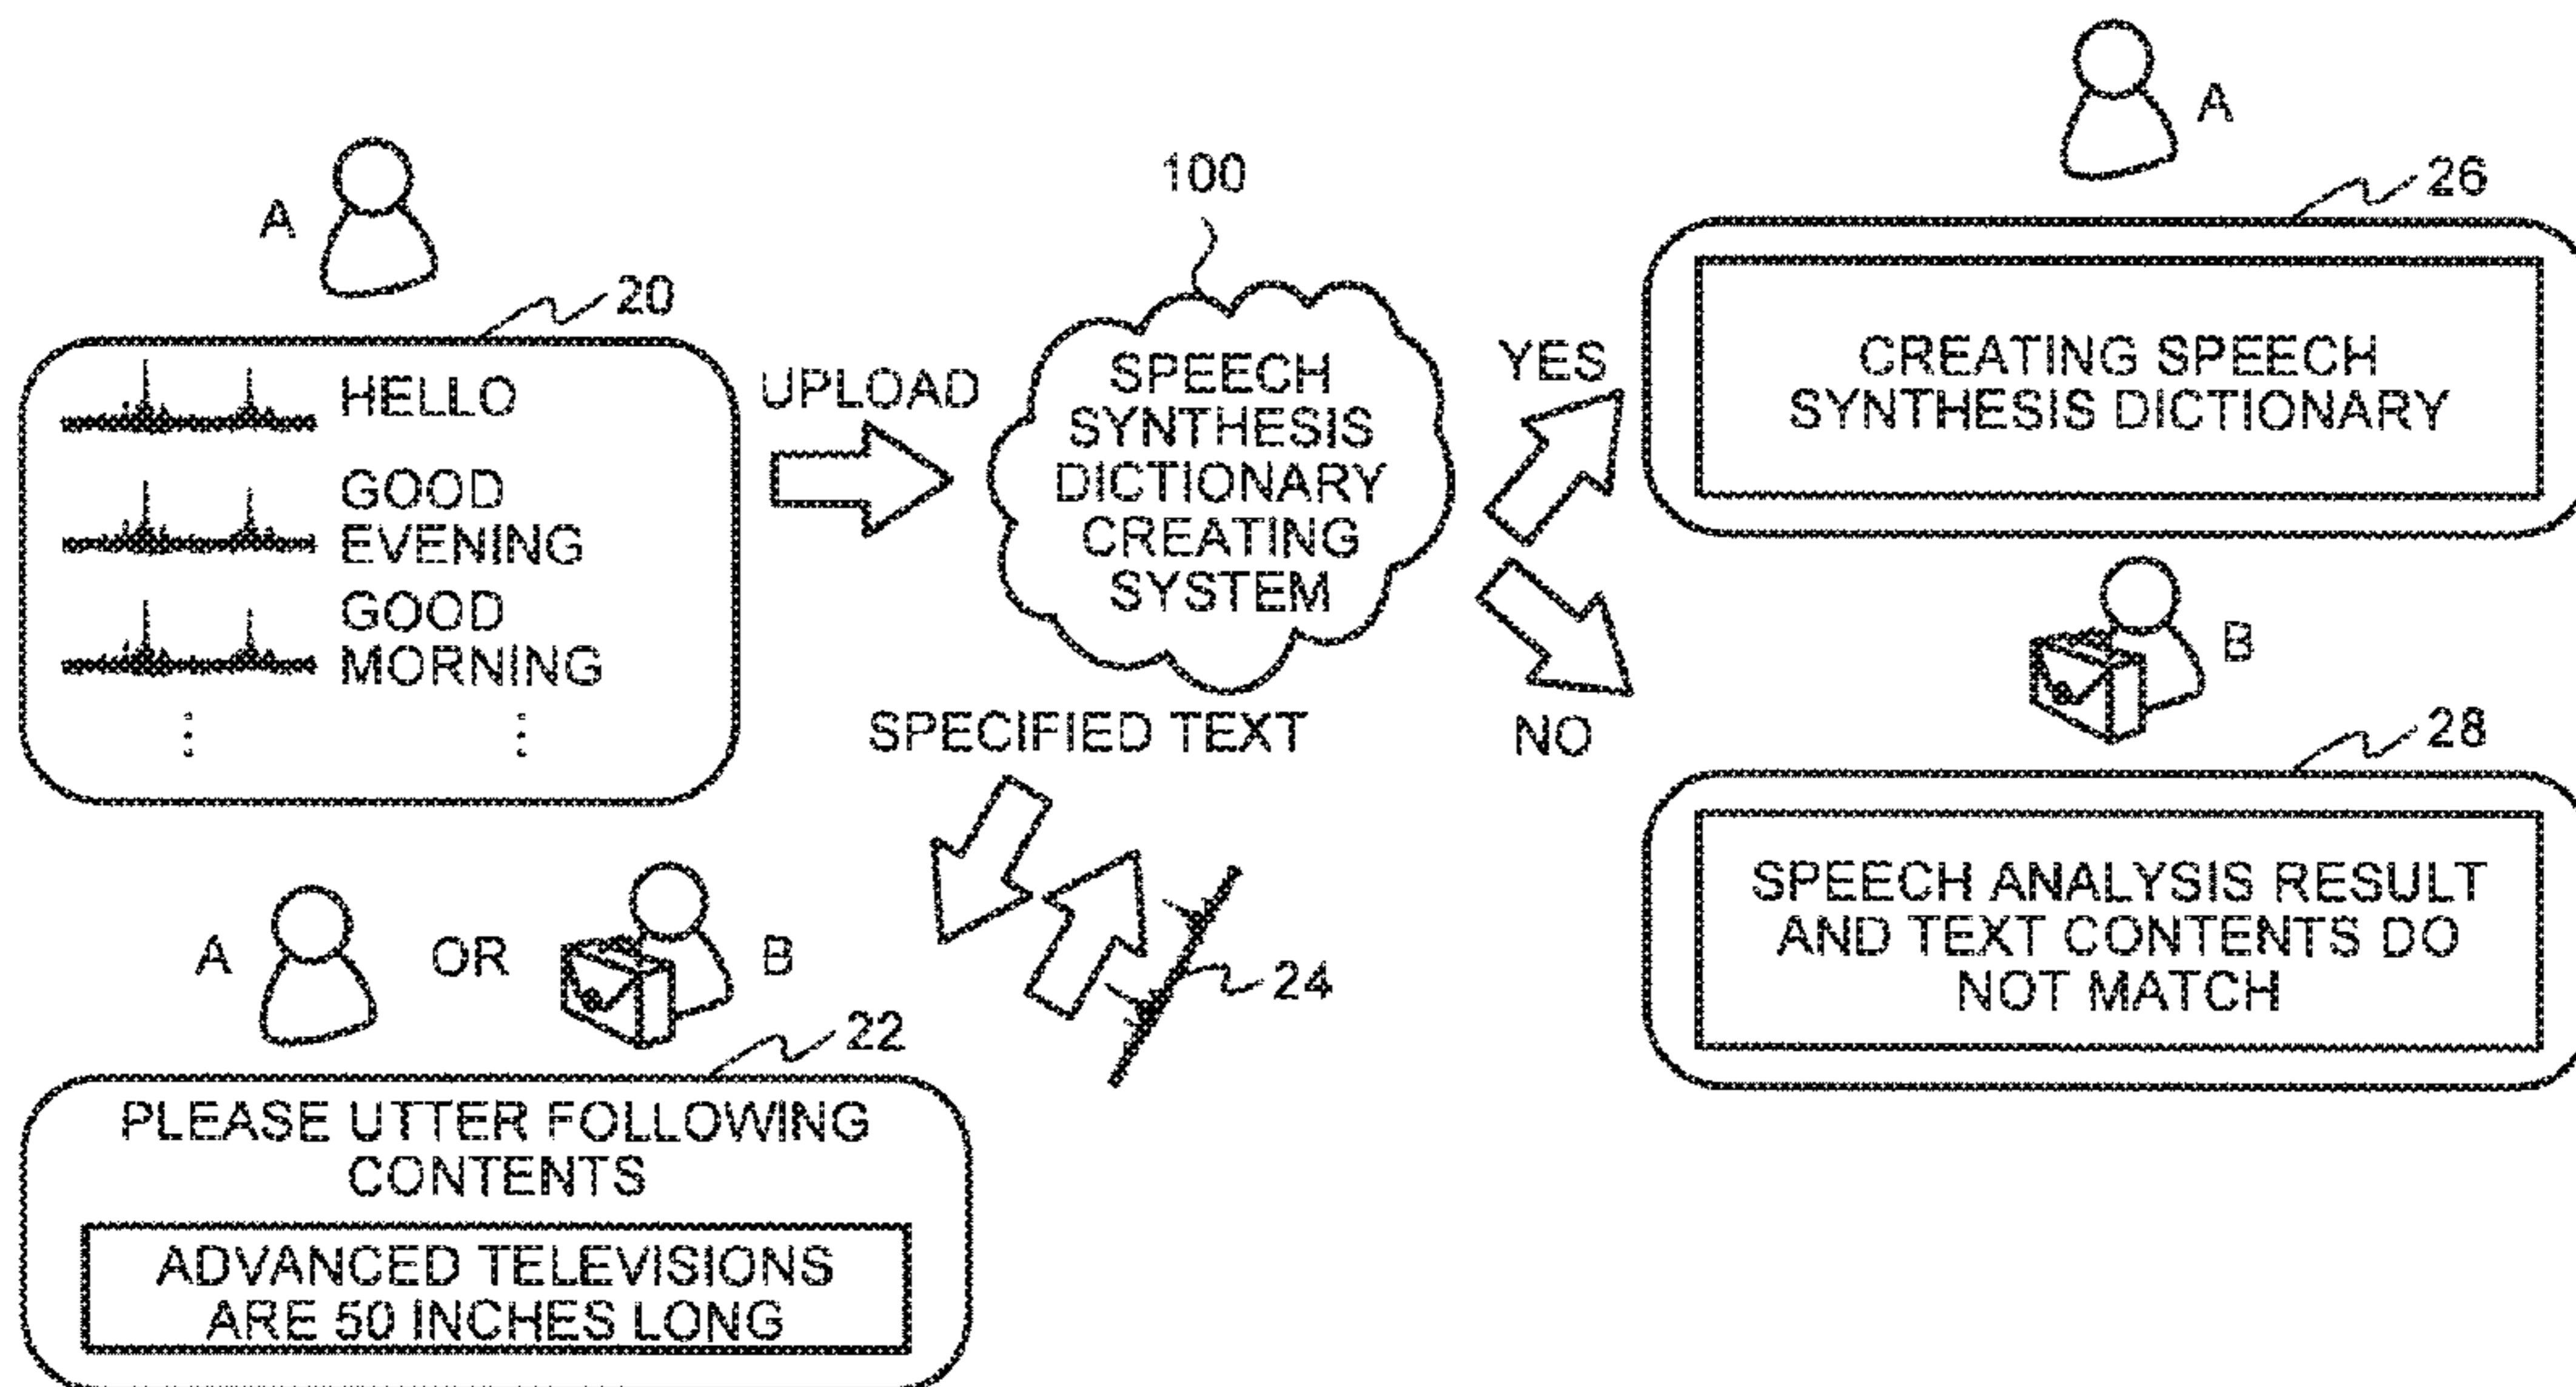 A
20
HELLO
GOOD
EVENING
GOOD
MORNING
UPLOAD
100
SPEECH
SYNTHESIS
DICTIONARY
CREATING
SYSTEM
SPECIFIED TEXT
24
A OR B
22
PLEASE UTTER FOLLOWING
CONTENTS
ADVANCED TELEVISIONS
ARE 50 INCHES LONG
YES
A
26
CREATING SPEECH
SYNTHESIS DICTIONARY
NO
B
28
SPEECH ANALYSIS RESULT
AND TEXT CONTENTS DO
NOT MATCH